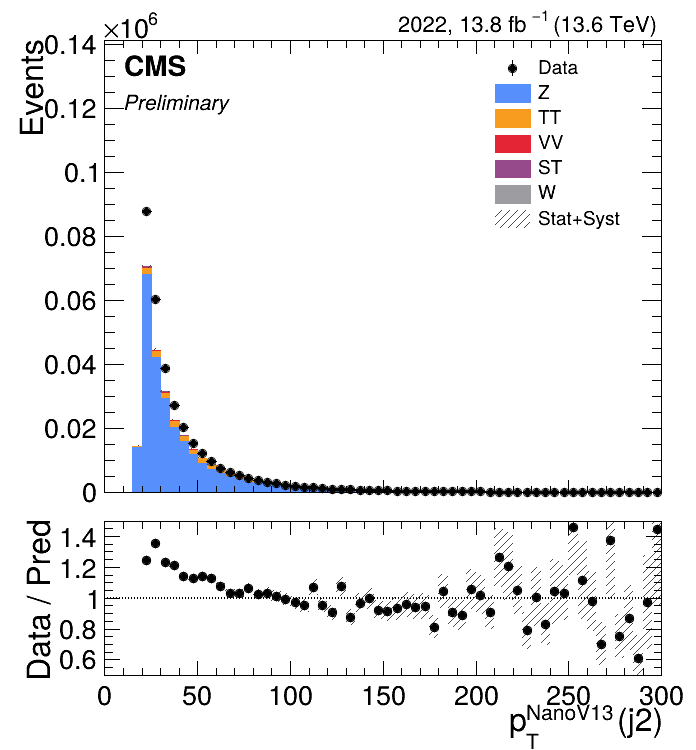 ×10^6
2022, 13.8 fb^-1 (13.6 TeV)
Events
0.14
0.12
0.1
0.08
0.06
0.04
0.02
0
CMS
Preliminary
Data
Z
TT
VV
ST
W
Stat+Syst
Data / Pred
1.4
1.2
1
0.8
0.6
0 50 100 150 200 250 300
p_T^NanoV13 (j2)